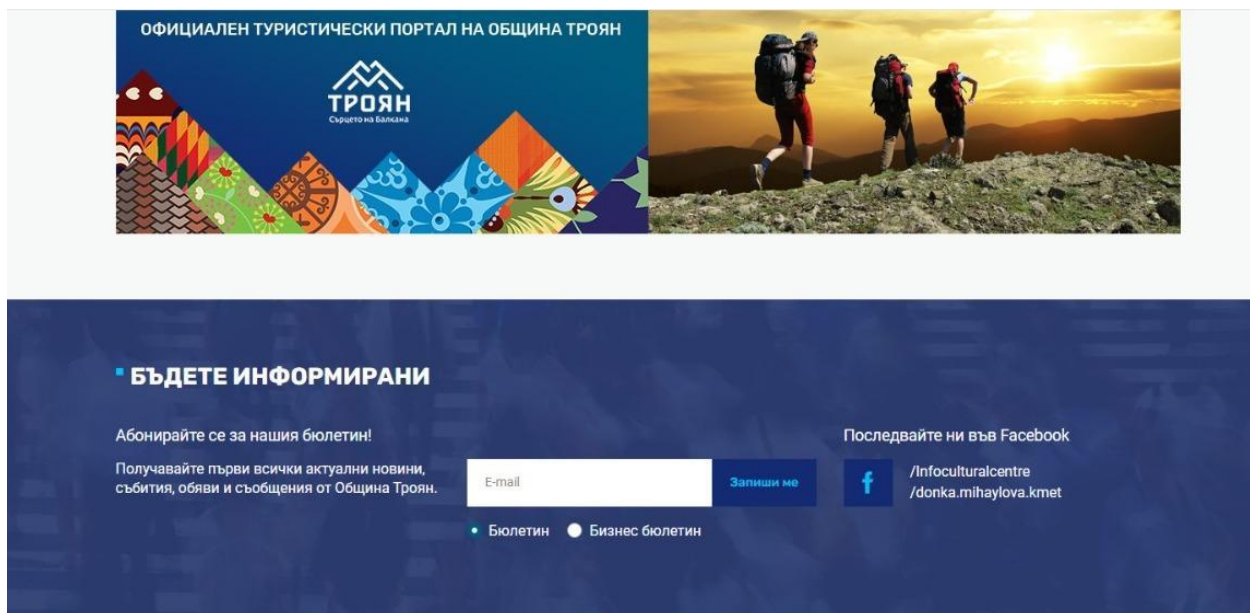 ОФИЦИАЛЕН ТУРИСТИЧЕСКИ ПОРТАЛ НА ОБЩИНА ТРОЯН
ТРОЯН
Сърцето на Балкана
БЪДЕТЕ ИНФОРМИРАНИ
Абонирайте се за нашия бюлетин!
Получавайте първи всички актуални новини,
събития, обяви и съобщения от Община Троян.
E-mail
Запиши ме
Бюлетин
Бизнес бюлетин
Последвайте ни във Facebook
/Infoculturalcentre
/donka.mihaylova.kmet